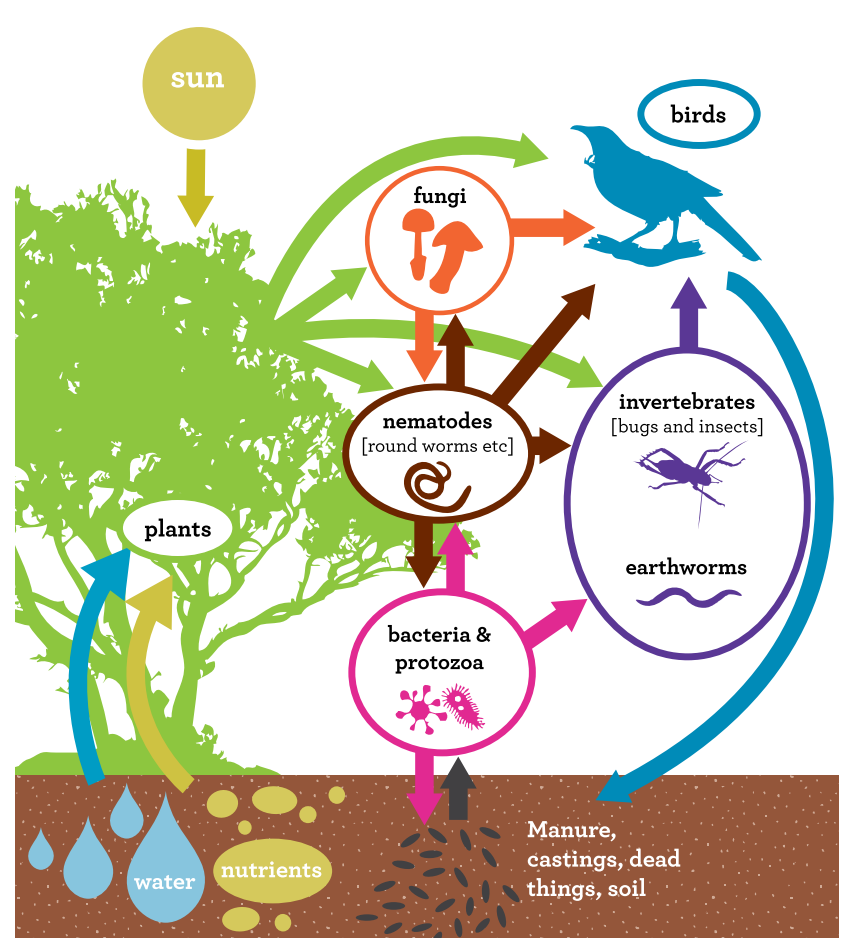 sun
birds
fungi
nematodes
[round worms etc]
invertebrates
[bugs and insects]
plants
earthworms
bacteria &
protozoa
Manure,
castings, dead
things, soil
nutrients
water